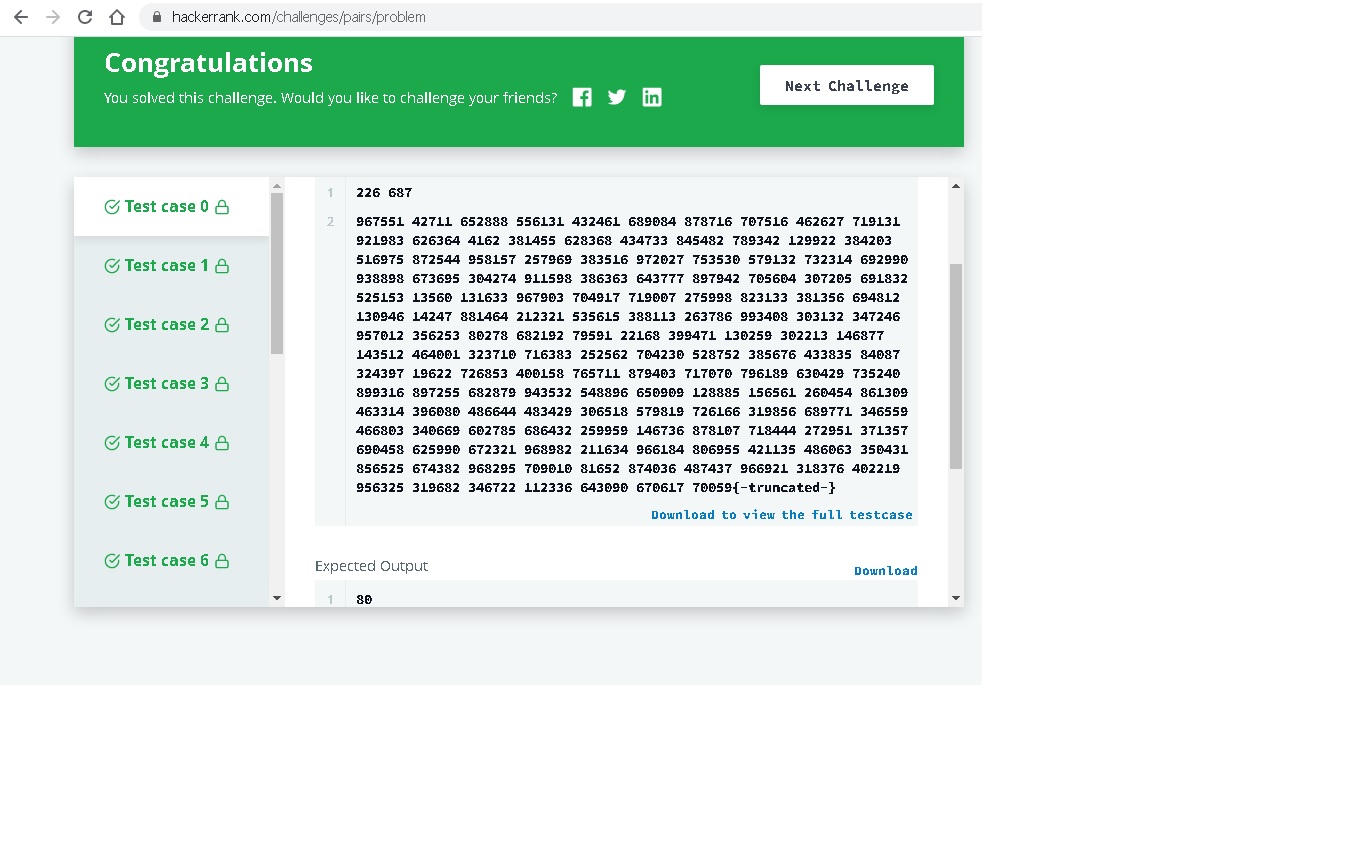 hackerrank.com/challenges/pairs/problem
Congratulations
You solved this challenge. Would you like to challenge your friends?
Next Challenge
Test case 0
Test case 1
Test case 2
Test case 3
Test case 4
Test case 5
Test case 6
1 226 687
2 967551 42711 652888 556131 432461 689084 878716 707516 462627 719131
921983 626364 4162 381455 628368 434733 845482 789342 129922 384203
516975 872544 958157 257969 383516 972027 753530 579132 732314 692990
938898 673695 304274 911598 386363 643777 897942 705604 307205 691832
525153 13560 131633 967903 704917 719007 275998 823133 381356 694812
130946 14247 881464 212321 535615 388113 263786 993408 303132 347246
957012 356253 80278 682192 79591 22168 399471 130259 302213 146877
143512 464001 323710 716383 252562 704230 528752 385676 433835 84087
324397 19622 726853 400158 765711 879403 717070 796189 630429 735240
899316 897255 682879 943532 548896 650909 128885 156561 260454 861309
463314 396080 486644 483429 306518 579819 726166 319856 689771 346559
466803 340669 602785 686432 259959 146736 878107 718444 272951 371357
690458 625990 672321 968982 211634 966184 806955 421135 486063 350431
856525 674382 968295 709010 81652 874036 487437 966921 318376 402219
956325 319682 346722 112336 643090 670617 70059{-truncated-}
Download to view the full testcase
Expected Output
Download
1 80